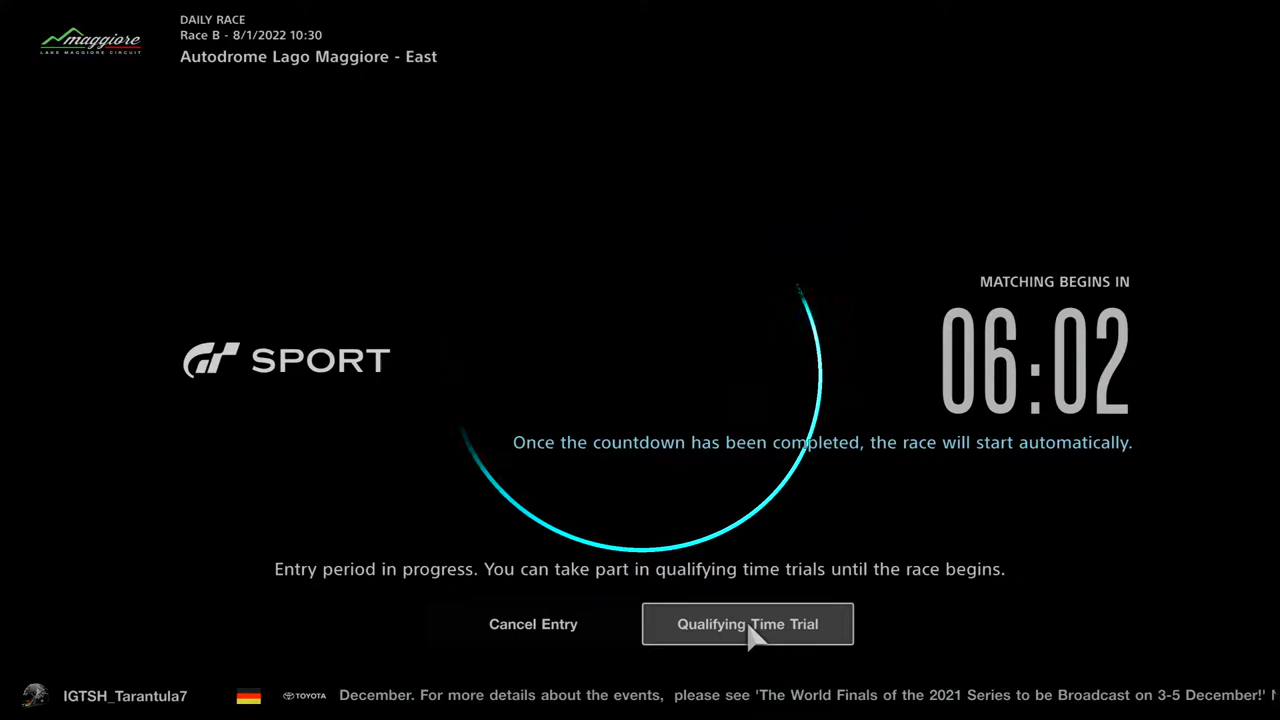 maggiore
LAKE MAGGIORE CIRCUIT
DAILY RACE
Race B - 8/1/2022 10:30
Autodrome Lago Maggiore - East
MATCHING BEGINS IN
06:02
GT SPORT
Once the countdown has been completed, the race will start automatically.
Entry period in progress. You can take part in qualifying time trials until the race begins.
Cancel Entry
Qualifying Time Trial
IGTSH_Tarantula7
TOYOTA
December. For more details about the events, please see 'The World Finals of the 2021 Series to be Broadcast on 3-5 December!'